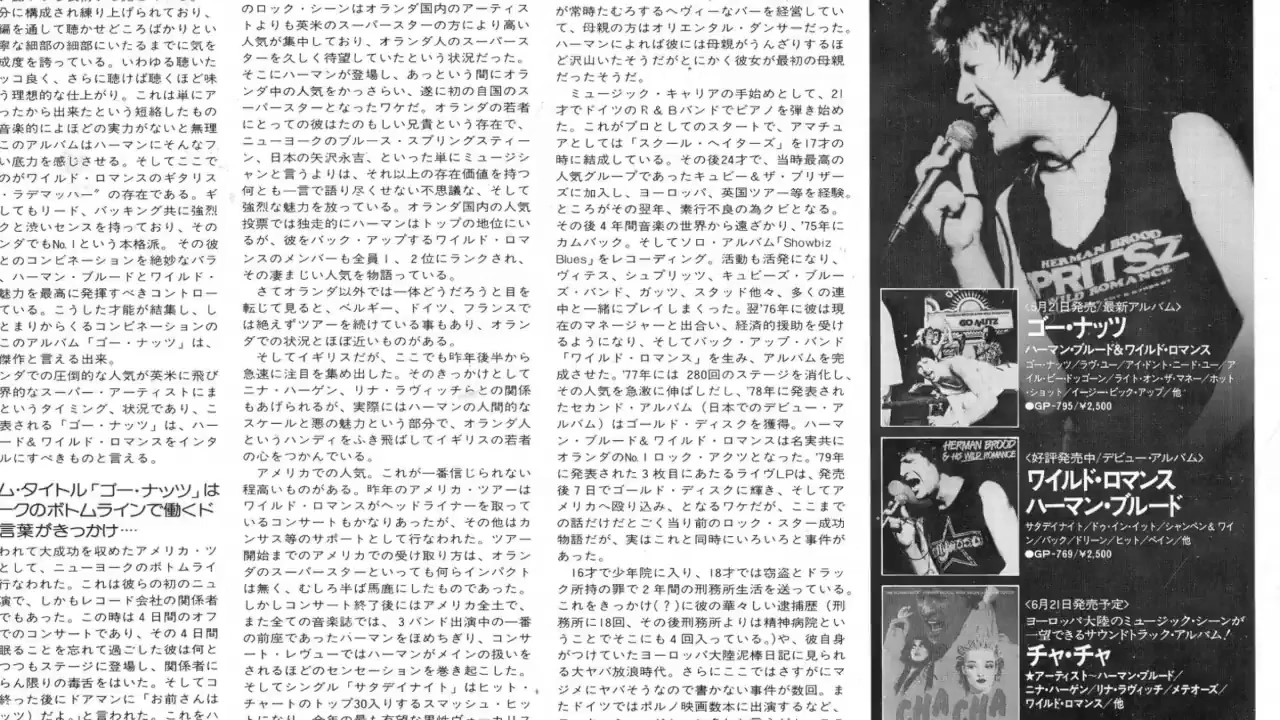 分に構成され練り上げられており、
編を通して聴かせどころばかりとい
寧な細部の細部にいたるまでに気を
成度を誇っている。いわゆる聴いた
ッコ良く、さらに聴けば聴くほど味
う理想的な仕上がり。これは単にア
ったから出来たという短絡したもの
音楽的によほどの実力がないと無理
このアルバムはハーマンにそんなフ
い底力を感じさせる。そしてここで
のがワイルド・ロマンスのギタリス
・ラデマッハー〟の存在である。ギ
してもリード、バッキング共に強烈
クと渋いセンスを持っており、その
ンダでもNo.1という本格派。その彼
とのコンビネーションを絶妙なバラ
、ハーマン・ブルードとワイルド・
魅力を最高に発揮すべきコントロー
ている。こうした才能が結集し、し
とまりからくるコンビネーションの
このアルバム「ゴー・ナッツ」は、
傑作と言える出来。
ンダでの圧倒的な人気が英米に飛び
界的なスーパー・アーティストにま
というタイミング、状況であり、こ
表される「ゴー・ナッツ」は、ハー
ード&ワイルド・ロマンスをインタ
ルにすべきものと言える。
ム・タイトル「ゴー・ナッツ」は
ークのボトムラインで働くド
言葉がきっかけ‥‥
われて大成功を収めたアメリカ・ツ
として、ニューヨークのボトムライ
行なわれた。これは彼らの初のニュ
演で、しかもレコード会社の関係者
でもあった。この時は4日間のオフ
でのコンサートであり、その4日間
眠ることを忘れて過ごした彼は何と
つつもステージに登場し、関係者に
らん限りの毒舌をはいた。そしてコ
終った後にドアマンに「お前さんは
ッツ）だよ。」と言われた。これをハ
のロック・シーンはオランダ国内のアーティス
トよりも英米のスーパースターの方により高い
人気が集中しており、オランダ人のスーパース
ターを久しく待望していたという状況だった。
そこにハーマンが登場し、あっという間にオラ
ンダ中の人気をかっさらい、遂に初の自国のス
ーパースターとなったワケだ。オランダの若者
にとっての彼はたのもしい兄貴という存在で、
ニューヨークのブルース・スプリングスティー
ン、日本の矢沢永吉、といった単にミュージシ
ャンと言うよりは、それ以上の存在価値を持つ
何とも一言で語り尽くせない不思議な、そして
強烈な魅力を放っている。オランダ国内の人気
投票では独走的にハーマンはトップの地位にい
るが、彼をバック・アップするワイルド・ロマ
ンスのメンバーも全員1、2位にランクされ、
その凄まじい人気を物語っている。
さてオランダ以外では一体どうだろうと目を
転じて見ると、ベルギー、ドイツ、フランスで
は絶えずツアーを続けている事もあり、オラン
ダでの状況とほぼ近いものがある。
そしてイギリスだが、ここでも昨年後半から
急速に注目を集め出した。そのきっかけとして
ニナ・ハーゲン、リナ・ラヴィッチらとの関係
もあげられるが、実際にはハーマンの人間的な
スケールと悪の魅力という部分で、オランダ人
というハンディをふき飛ばしてイギリスの若者
の心をつかんでいる。
アメリカでの人気。これが一番信じられない
程高いものがある。昨年のアメリカ・ツアーは
ワイルド・ロマンスがヘッドライナーを取って
いるコンサートもかなりあったが、その他はカ
ンサス等のサポートとして行なわれた。ツアー
開始までのアメリカでの受け取り方は、オラン
ダのスーパースターといっても何らインパクト
は無く、むしろ半ば馬鹿にしたものであった。
しかしコンサート終了後にはアメリカ全土で、
また全ての音楽誌では、3バンド出演中の一番
の前座であったハーマンをほめちぎり、コンサ
ート・レヴューではハーマンがメインの扱いを
されるほどのセンセーションを巻き起こした。
そしてシングル「サタデイナイト」はヒット・
チャートのトップ30入りするスマッシュ・ヒッ
が常時たむろするヘヴィーなバーを経営してい
て、母親の方はオリエンタル・ダンサーだった。
ハーマンによれば彼には母親がうんざりするほ
ど沢山いたそうだがとにかく彼女が最初の母親
だったそうだ。
ミュージック・キャリアの手始めとして、21
才でドイツのR&Bバンドでピアノを弾き始め
た。これがプロとしてのスタートで、アマチュ
アとしては「スクール・ヘイターズ」を17才の
時に結成している。その後24才で、当時最高の
人気グループであったキュビー&ザ・ブリザー
ズに加入し、ヨーロッパ、英国ツアー等を経験。
ところがその翌年、素行不良の為クビとなる。
その後4年間音楽の世界から遠ざかり、'75年に
カムバック。そしてソロ・アルバム「Showbiz
Blues」をレコーディング。活動も活発になり、
ヴィテス、シュプリッツ、キュビーズ・ブルー
ズ・バンド、ガッツ、スタッド他々、多くの連
中と一緒にプレイしまくった。翌'76年に彼は現
在のマネージャーと出合い、経済的援助を受け
るようになり、そしてバック・アップ・バンド
「ワイルド・ロマンス」を生み、アルバムを完
成させた。'77年には 280回のステージを消化し、
その人気を急激に伸ばしだし、'78年に発表され
たセカンド・アルバム（日本でのデビュー・ア
ルバム）はゴールド・ディスクを獲得。ハーマ
ン・ブルード&ワイルド・ロマンスは名実共に
オランダのNo.1ロック・アクツとなった。'79年
に発表された3枚目にあたるライヴLPは、発売
後7日でゴールド・ディスクに輝き、そしてア
メリカへ殴り込み、となるワケだが、ここまで
の話だけだとごく当り前のロック・スター成功
物語だが、実はこれと同時にいろいろと事件が
あった。
16才で少年院に入り、18才では窃盗とドラッ
ク所持の罪で2年間の刑務所生活を送っている。
これをきっかけ(？)に彼の華々しい逮捕歴（刑
務所に18回、その後刑務所よりは精神病院とい
うことでそこにも4回入っている。）や、彼自身
がつけていたヨーロッパ大陸泥棒日記に見られ
る大ヤバ放浪時代。さらにここではさすがにマ
ジメにヤバそうなので書かない事件が数回。ま
たドイツではポルノ映画数本に出演するなど、
HERMAN BROOD
SPRITSZ
WILD ROMANCE
〈5月21日発売/最新アルバム〉
ゴー・ナッツ
ハーマン・ブルード&ワイルド・ロマンス
ゴー・ナッツ／ラヴ・ユー／アイ・ドント・ニード・ユー／ア
イル・ビー・ドッゴーン／ライト・オン・ザ・マネー／ホット
・ショット／イージー・ピック・アップ／他
●GP-795/¥2,500
GO NUTZ
HERMAN BROOD
& HIS WILD ROMANCE
〈好評発売中/デビュー・アルバム〉
ワイルド・ロマンス
ハーマン・ブルード
サタデイナイト／ドゥ・イン・イット／シャンペン&ワイ
ン／バック／ドリーン／ヒット／ペイン／他
●GP-769/¥2,500
〈6月21日発売予定〉
ヨーロッパ大陸のミュージック・シーンが
一望できるサウンドトラック・アルバム！
チャ・チャ
★アーティスト〜ハーマン・ブルード／
ニナ・ハーゲン／リナ・ラヴィッチ／メテオーズ／
ワイルド・ロマンス／他
CHA CHA